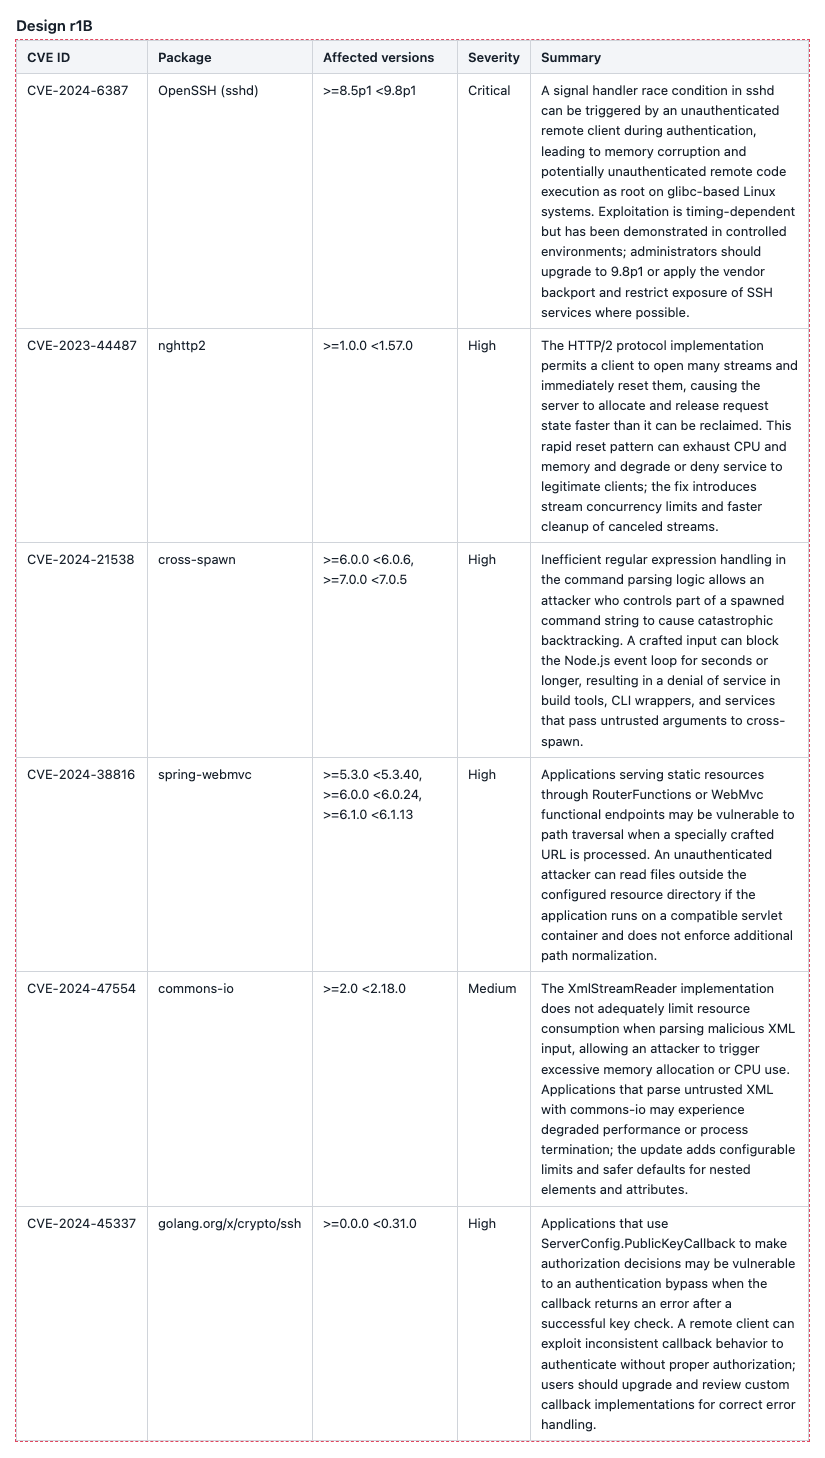 Design r1B
CVE ID Package Affected versions Severity Summary
CVE-2024-6387 OpenSSH (sshd) >=8.5p1 <9.8p1 Critical A signal handler race condition in sshd
can be triggered by an unauthenticated
remote client during authentication,
leading to memory corruption and
potentially unauthenticated remote code
execution as root on glibc-based Linux
systems. Exploitation is timing-dependent
but has been demonstrated in controlled
environments; administrators should
upgrade to 9.8p1 or apply the vendor
backport and restrict exposure of SSH
services where possible.
CVE-2023-44487 nghttp2 >=1.0.0 <1.57.0 High The HTTP/2 protocol implementation
permits a client to open many streams and
immediately reset them, causing the
server to allocate and release request
state faster than it can be reclaimed. This
rapid reset pattern can exhaust CPU and
memory and degrade or deny service to
legitimate clients; the fix introduces
stream concurrency limits and faster
cleanup of canceled streams.
CVE-2024-21538 cross-spawn >=6.0.0 <6.0.6, High Inefficient regular expression handling in
>=7.0.0 <7.0.5 the command parsing logic allows an
attacker who controls part of a spawned
command string to cause catastrophic
backtracking. A crafted input can block
the Node.js event loop for seconds or
longer, resulting in a denial of service in
build tools, CLI wrappers, and services
that pass untrusted arguments to cross-
spawn.
CVE-2024-38816 spring-webmvc >=5.3.0 <5.3.40, High Applications serving static resources
>=6.0.0 <6.0.24, through RouterFunctions or WebMvc
>=6.1.0 <6.1.13 functional endpoints may be vulnerable to
path traversal when a specially crafted
URL is processed. An unauthenticated
attacker can read files outside the
configured resource directory if the
application runs on a compatible servlet
container and does not enforce additional
path normalization.
CVE-2024-47554 commons-io >=2.0 <2.18.0 Medium The XmlStreamReader implementation
does not adequately limit resource
consumption when parsing malicious XML
input, allowing an attacker to trigger
excessive memory allocation or CPU use.
Applications that parse untrusted XML
with commons-io may experience
degraded performance or process
termination; the update adds configurable
limits and safer defaults for nested
elements and attributes.
CVE-2024-45337 golang.org/x/crypto/ssh >=0.0.0 <0.31.0 High Applications that use
ServerConfig.PublicKeyCallback to make
authorization decisions may be vulnerable
to an authentication bypass when the
callback returns an error after a
successful key check. A remote client can
exploit inconsistent callback behavior to
authenticate without proper authorization;
users should upgrade and review custom
callback implementations for correct error
handling.